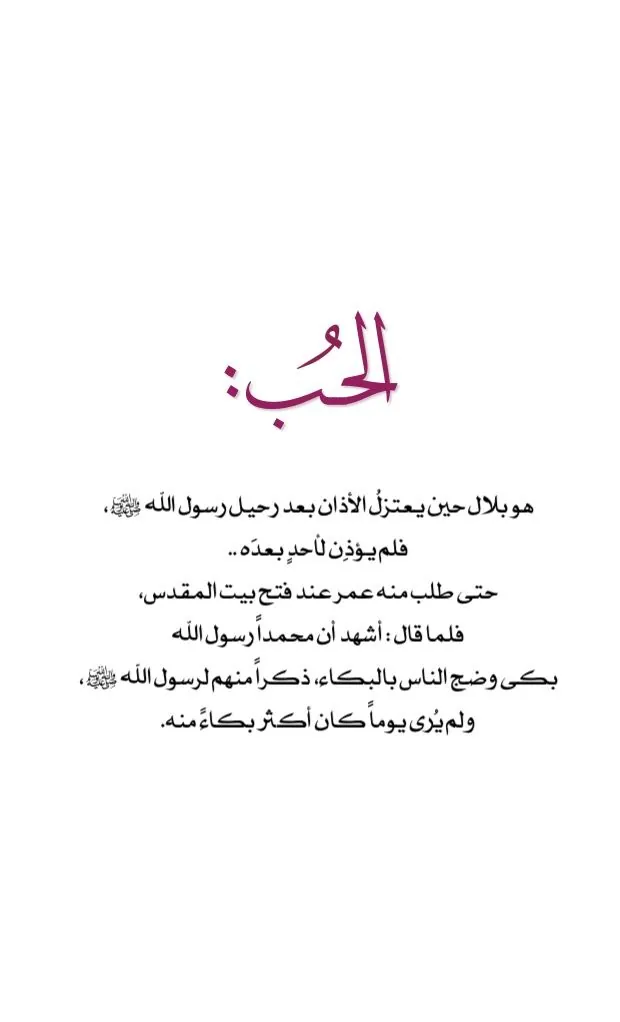 الحُب:
هو بلال حين يعتزلُ الأذان بعد رحيل رسول الله ﷺ،
فلم يؤذِن لأحدٍ بعدَه ..
حتى طلب منه عمر عند فتح بيت المقدس،
فلما قال : أشهد أن محمداً رسول الله
بكى وضج الناس بالبكاء، ذكراً منهم لرسول الله ﷺ،
ولم يُرى يوماً كان أكثر بكاءً منه.